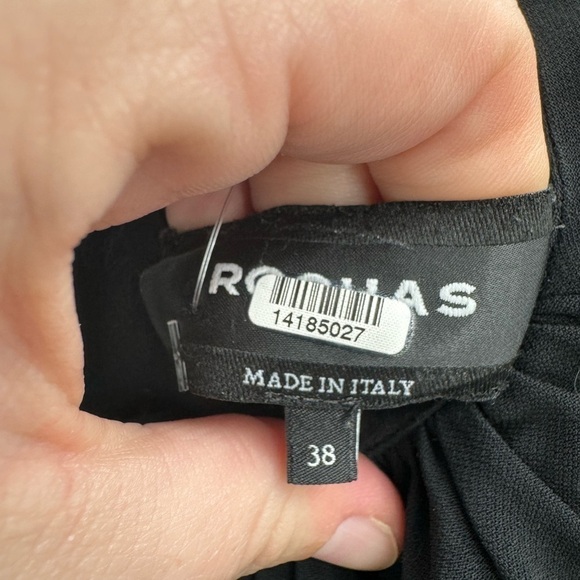 ROCHAS
14185027
MADE IN ITALY
38